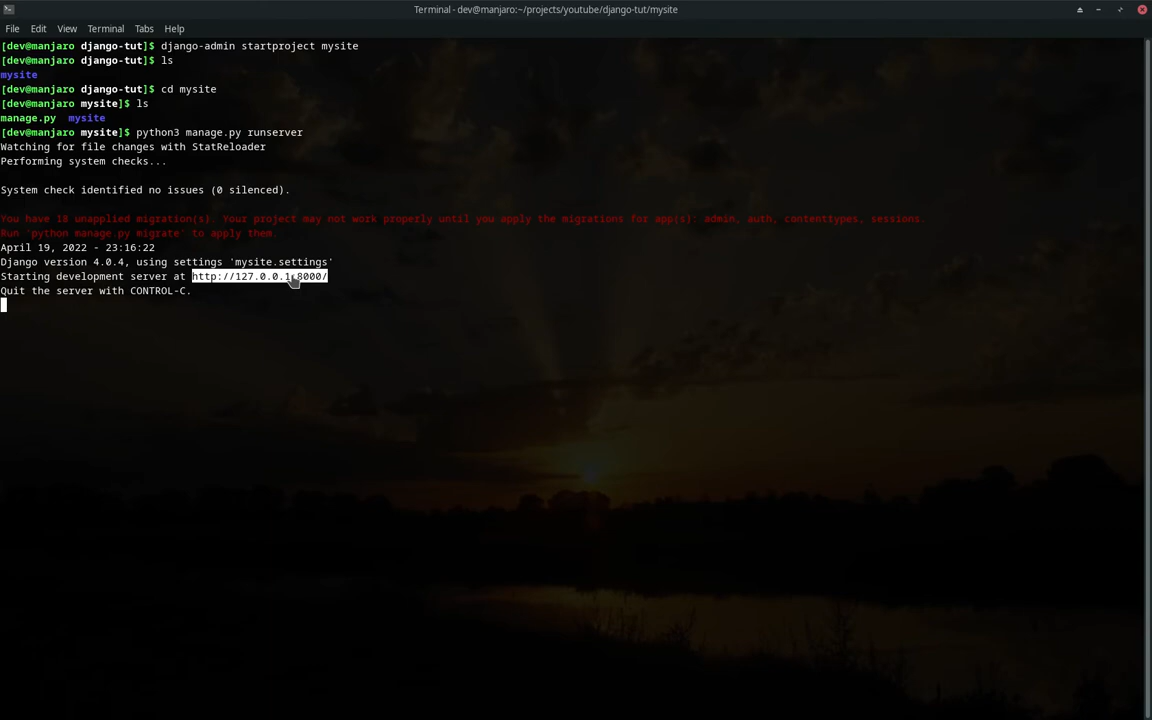 Terminal - dev@manjaro:~/projects/youtube/django-tut/mysite
File Edit View Terminal Tabs Help
[dev@manjaro django-tut]$ django-admin startproject mysite
[dev@manjaro django-tut]$ ls
mysite
[dev@manjaro django-tut]$ cd mysite
[dev@manjaro mysite]$ ls
manage.py  mysite
[dev@manjaro mysite]$ python3 manage.py runserver
Watching for file changes with StatReloader
Performing system checks...
System check identified no issues (0 silenced).
You have 18 unapplied migration(s). Your project may not work properly until you apply the migrations for app(s): admin, auth, contenttypes, sessions.
Run 'python manage.py migrate' to apply them.
April 19, 2022 - 23:16:22
Django version 4.0.4, using settings 'mysite.settings'
Starting development server at http://127.0.0.1:8000/
Quit the server with CONTROL-C.